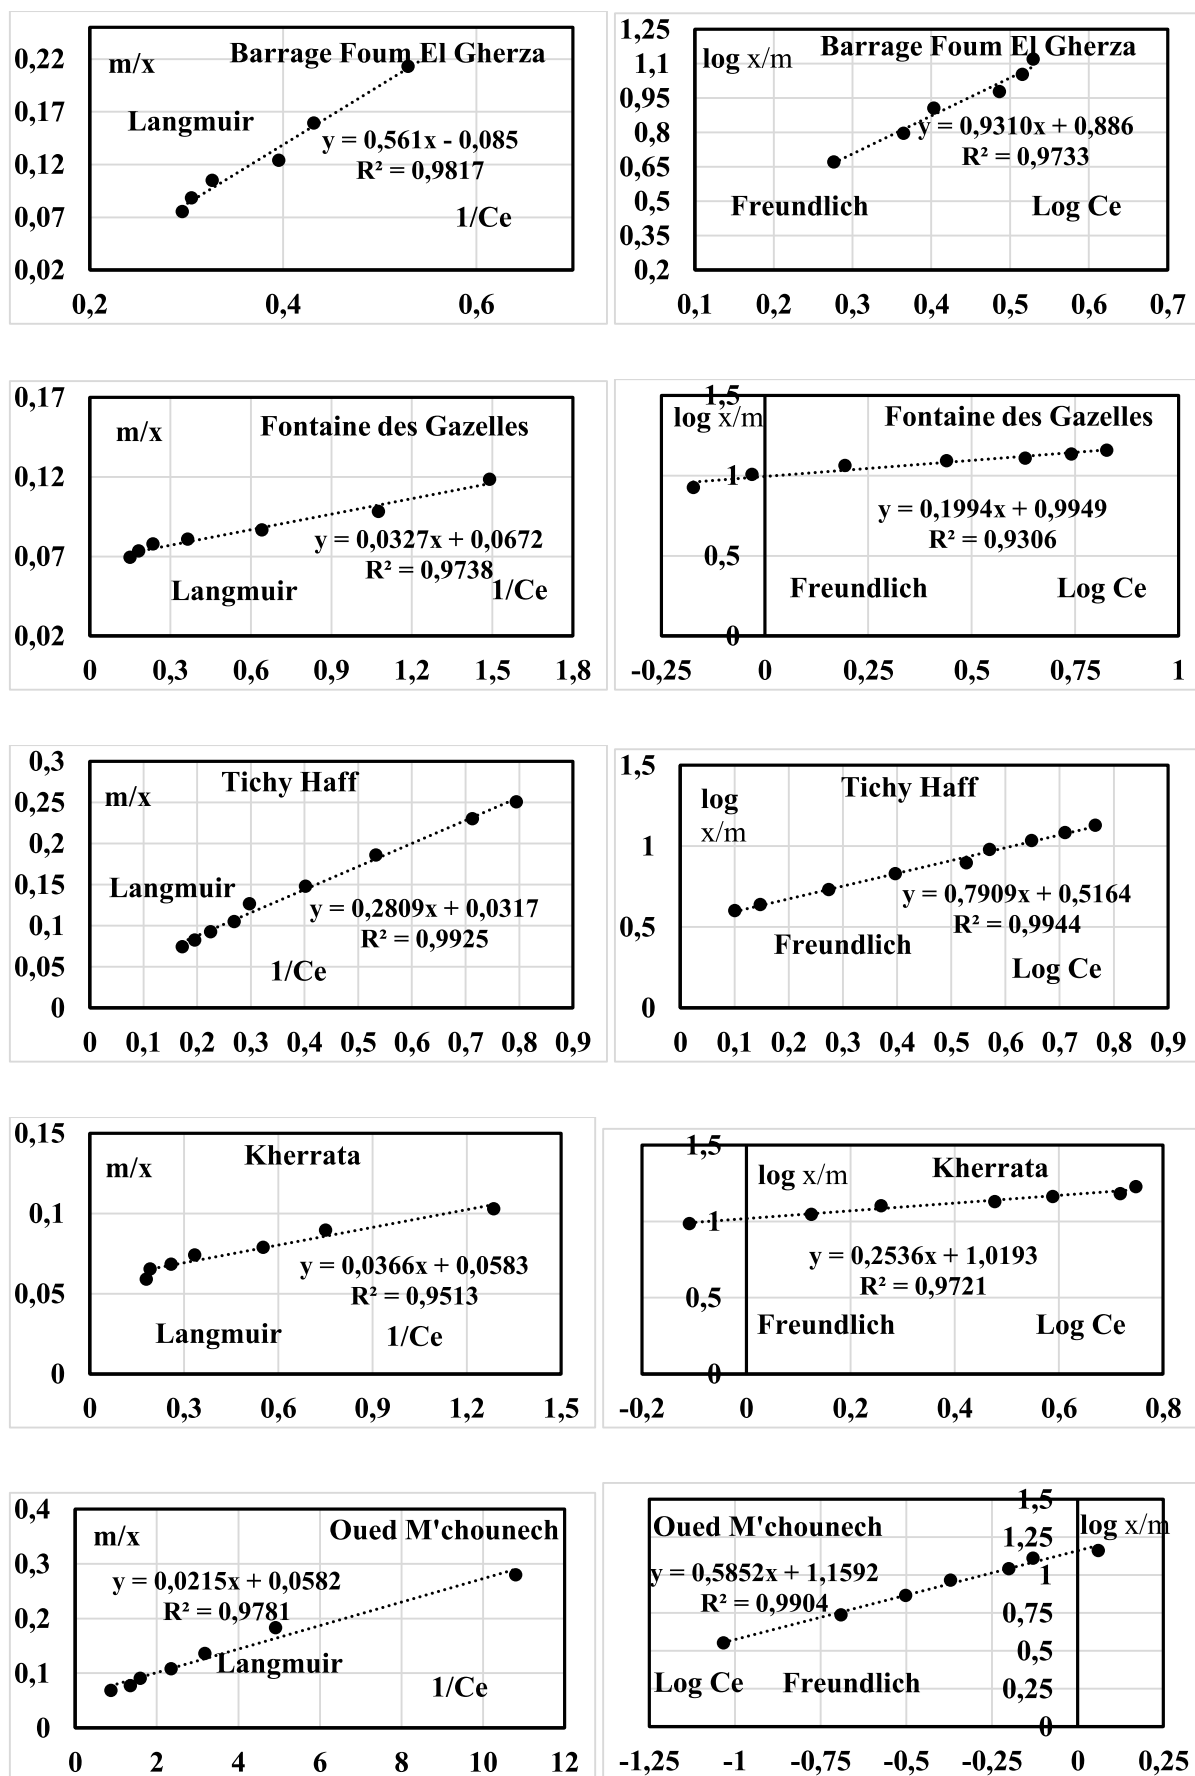 0,22
0,17
0,12
0,07
0,02
m/x
Barrage Foum El Gherza
Langmuir
y = 0,561x - 0,085
R² = 0,9817
1/Ce
0,2 0,4 0,6
1,25
1,1
0,95
0,8
0,65
0,5
0,35
0,2
log x/m
Barrage Foum El Gherza
y = 0,9310x + 0,886
R² = 0,9733
Freundlich
Log Ce
0,1 0,2 0,3 0,4 0,5 0,6 0,7
0,17
0,12
0,07
0,02
m/x
Fontaine des Gazelles
y = 0,0327x + 0,0672
R² = 0,9738
Langmuir
1/Ce
0 0,3 0,6 0,9 1,2 1,5 1,8
1,5
1
0,5
0
log x/m
Fontaine des Gazelles
y = 0,1994x + 0,9949
R² = 0,9306
Freundlich
Log Ce
-0,25 0 0,25 0,5 0,75 1
0,3
0,25
0,2
0,15
0,1
0,05
0
Tichy Haff
m/x
Langmuir
y = 0,2809x + 0,0317
R² = 0,9925
1/Ce
0 0,1 0,2 0,3 0,4 0,5 0,6 0,7 0,8 0,9
1,5
1
0,5
0
Tichy Haff
log
x/m
y = 0,7909x + 0,5164
R² = 0,9944
Freundlich
Log Ce
0 0,1 0,2 0,3 0,4 0,5 0,6 0,7 0,8 0,9
0,15
0,1
0,05
0
m/x
Kherrata
y = 0,0366x + 0,0583
R² = 0,9513
Langmuir
1/Ce
0 0,3 0,6 0,9 1,2 1,5
1,5
1
0,5
0
log x/m
Kherrata
y = 0,2536x + 1,0193
R² = 0,9721
Freundlich
Log Ce
-0,2 0 0,2 0,4 0,6 0,8
0,4
0,3
0,2
0,1
0
m/x
Oued M'chounech
y = 0,0215x + 0,0582
R² = 0,9781
Langmuir
1/Ce
0 2 4 6 8 10 12
1,5
1,25
1
0,75
0,5
0,25
0
Oued M'chounech
log x/m
y = 0,5852x + 1,1592
R² = 0,9904
Log Ce
Freundlich
-1,25 -1 -0,75 -0,5 -0,25 0 0,25